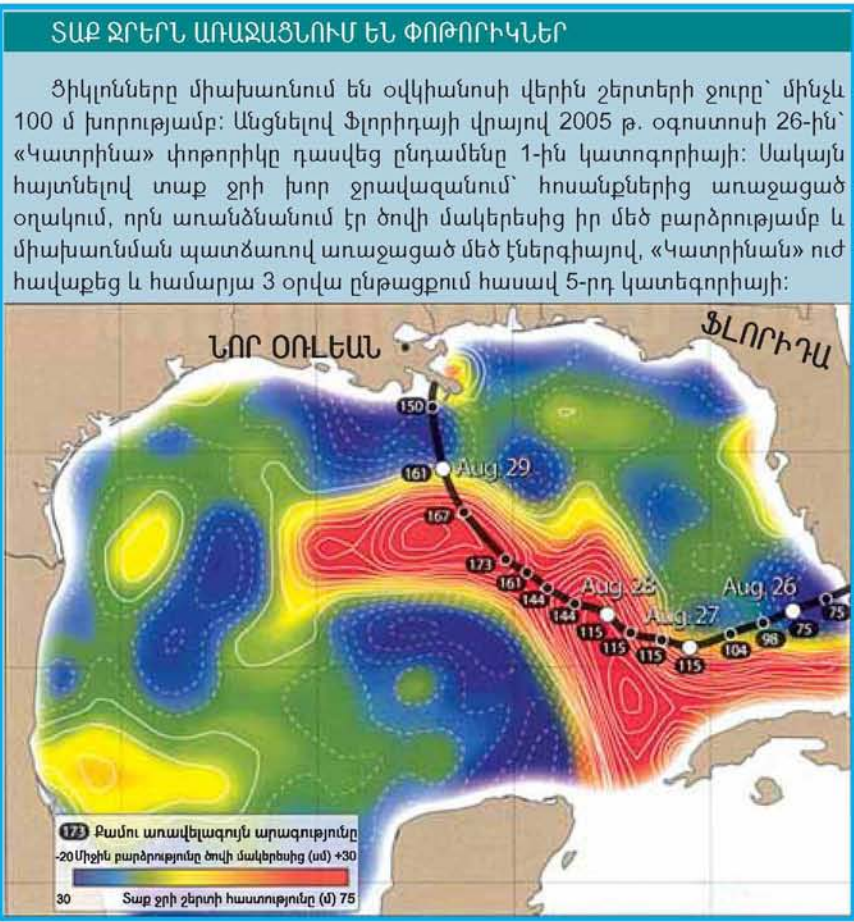 ՏԱՔ ՋՐԵՐՆ ԱՌԱՋԱՑՆՈՒՄ ԵՆ ՓՈԹՈՐԻԿՆԵՐ
Ցիկլոնները միախառնում են օվկիանոսի վերին շերտերի ջուրը՝ մինչև
100 մ խորությամբ: Անցնելով Ֆլորիդայի վրայով 2005 թ. օգոստոսի 26-ին՝
«Կատրինա» փոթորիկը դասվեց ընդամենը 1-ին կատոգորիայի: Սակայն
հայտնելով տաք ջրի խոր ջրավազանում՝ հոսանքներից առաջացած
օղակում, որն առանձնանում էր ծովի մակերեսից իր մեծ բարձրությամբ և
միախառնման պատճառով առաջացած մեծ էներգիայով, «Կատրինան» ուժ
հավաքեց և համարյա 3 օրվա ընթացքում հասավ 5-րդ կատեգորիայի:
ՆՈՐ ՕՌԼԵԱՆ
ՖԼՈՐԻԴԱ
150
161 Aug. 29
167
173
161
144
144
Aug. 28
115
115
115
Aug. 27
115
104
98
Aug. 26
75
75
173 Քամու առավելագույն արագությունը
-20 Միջին բարձրությունը ծովի մակերեսից (սմ) +30
30 Տաք ջրի շերտի հաստությունը (մ) 75